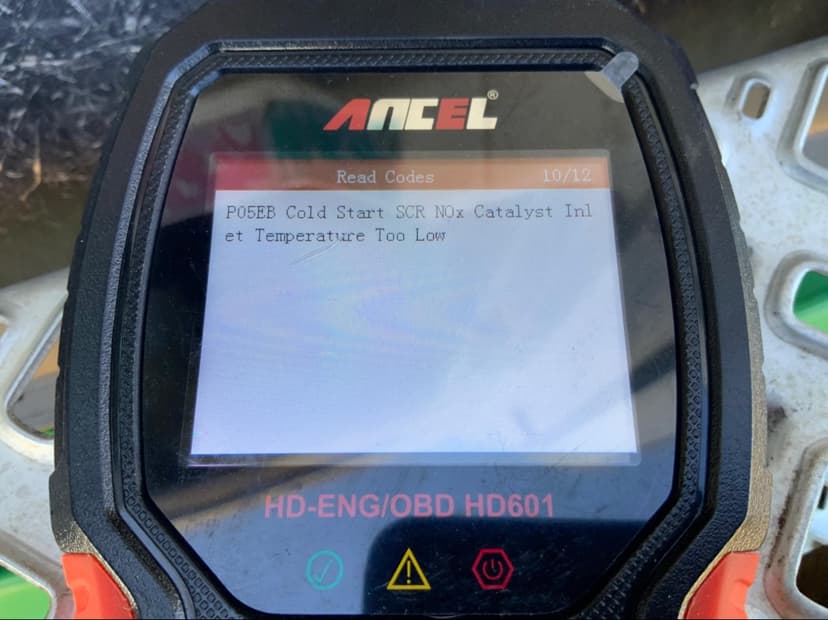 ANCEL®
Read Codes 10/12
P05EB Cold Start SCR NOx Catalyst Inl
et Temperature Too Low
HD-ENG/OBD HD601